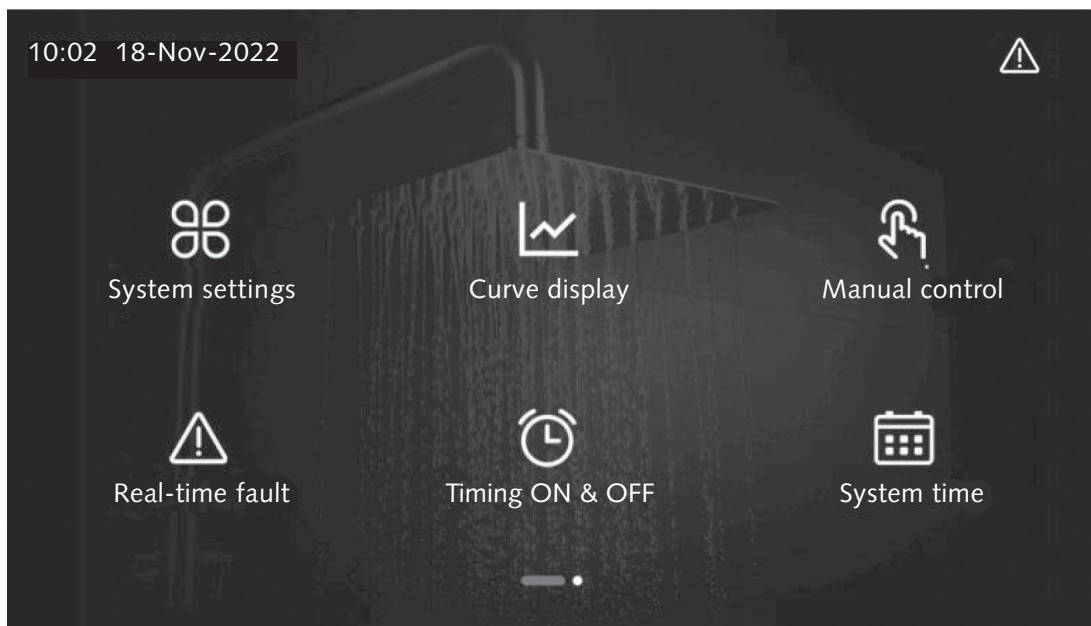 10:02 18-Nov-2022
System settings
Curve display
Manual control
Real-time fault
Timing ON & OFF
System time